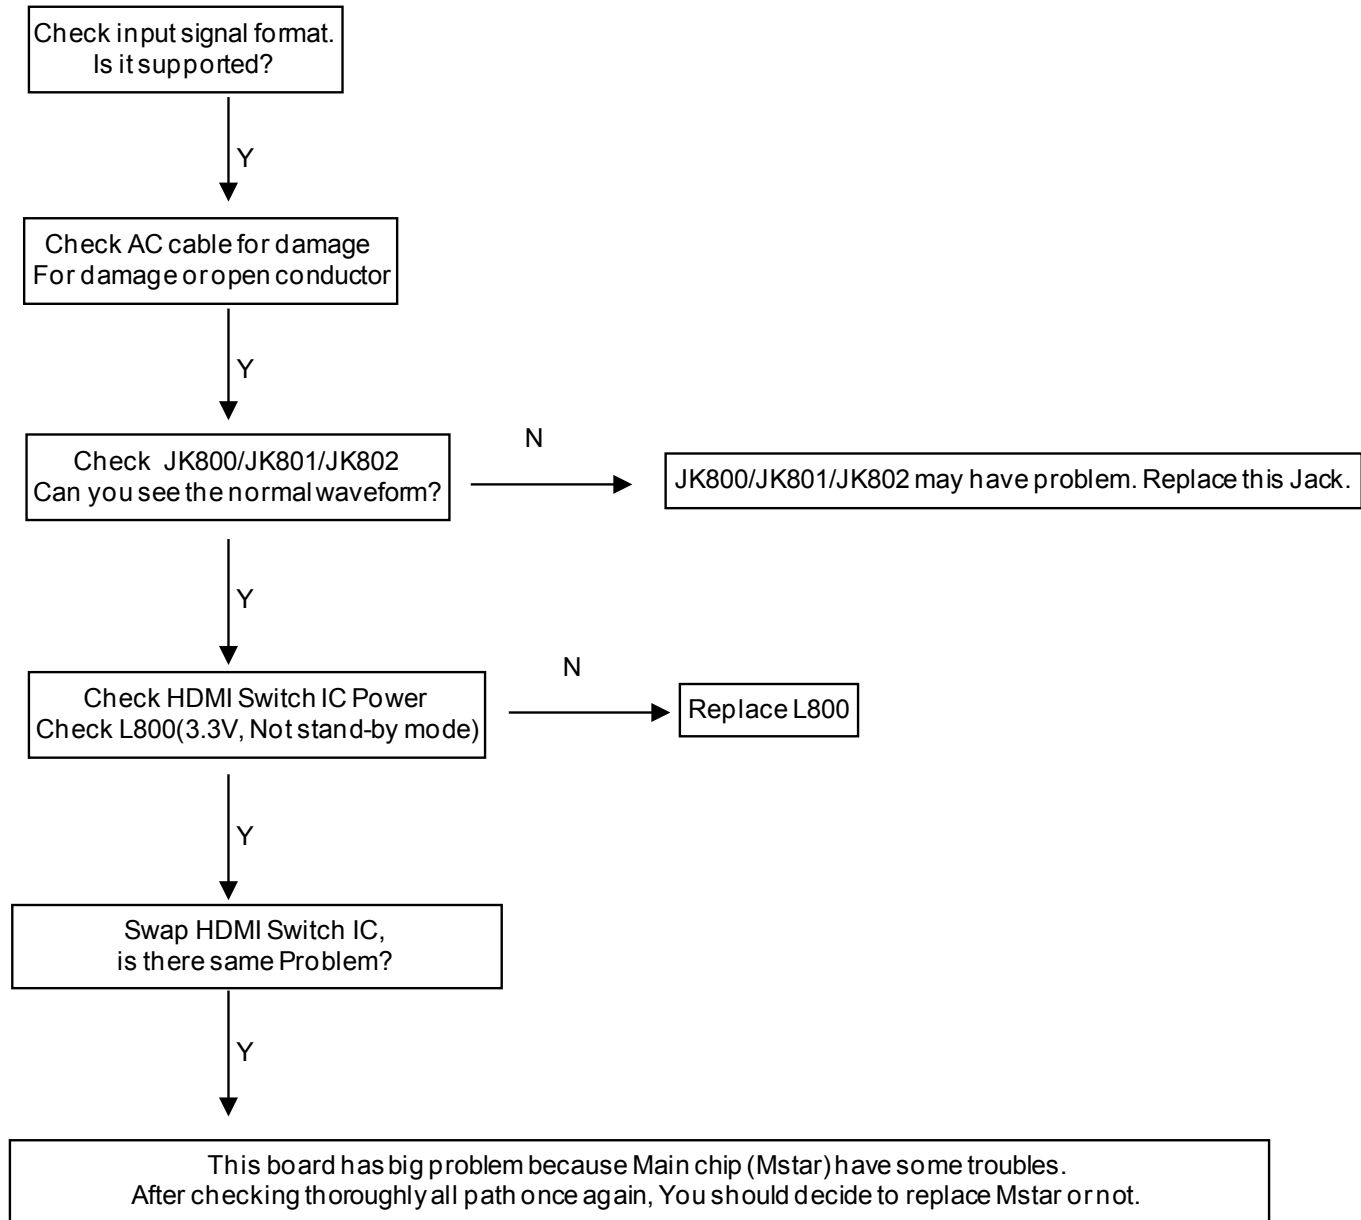 Check input signal format.
Is it supported?
Y
Check AC cable for damage
For damage or open conductor
Y
Check JK800/JK801/JK802
Can you see the normal waveform?
N
JK800/JK801/JK802 may have problem. Replace this Jack.
Y
Check HDMI Switch IC Power
Check L800(3.3V, Not stand-by mode)
N
Replace L800
Y
Swap HDMI Switch IC,
is there same Problem?
Y
This board has big problem because Main chip (Mstar) have some troubles.
After checking thoroughly all path once again, You should decide to replace Mstar or not.